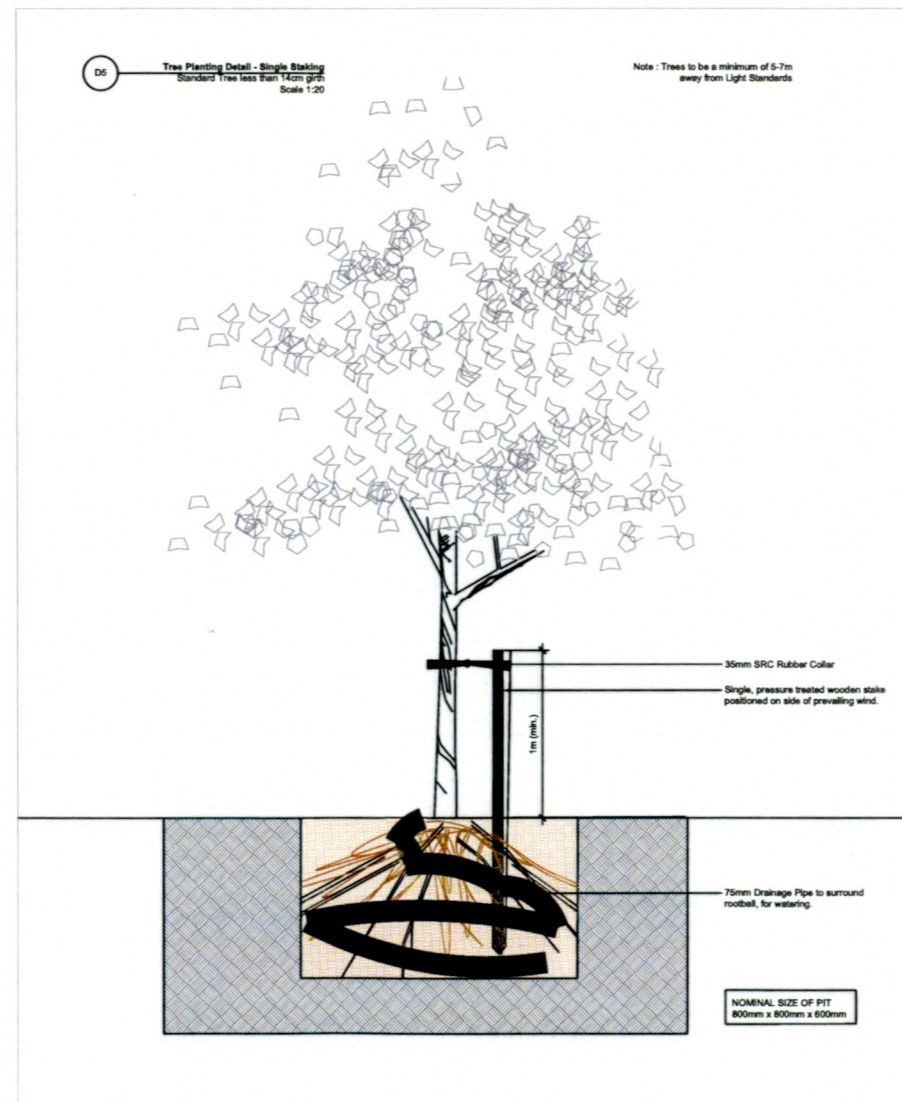 D5
Tree Planting Detail - Single Staking
Standard Tree less than 14cm girth
Scale 1:20
Note : Trees to be a minimum of 5-7m
away from Light Standards
35mm SRC Rubber Collar
Single, pressure treated wooden stake
positioned on side of prevailing wind.
1m (min.)
75mm Drainage Pipe to surround
rootball, for watering.
NOMINAL SIZE OF PIT
800mm x 800mm x 600mm